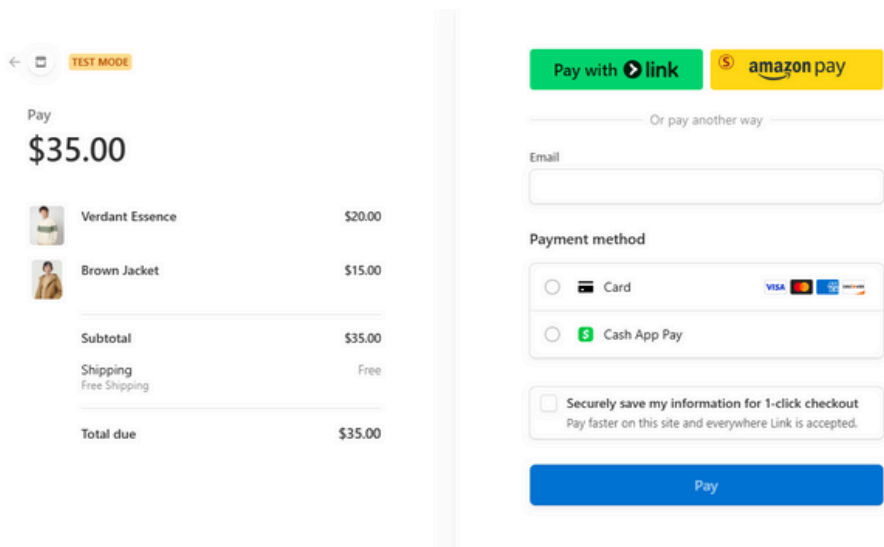 TEST MODE
Pay
$35.00
Verdant Essence $20.00
Brown Jacket $15.00
Subtotal $35.00
Shipping Free
Free Shipping
Total due $35.00
Pay with link
S amazon pay
Or pay another way
Email
Payment method
Card VISA
S Cash App Pay
Securely save my information for 1-click checkout
Pay faster on this site and everywhere Link is accepted.
Pay